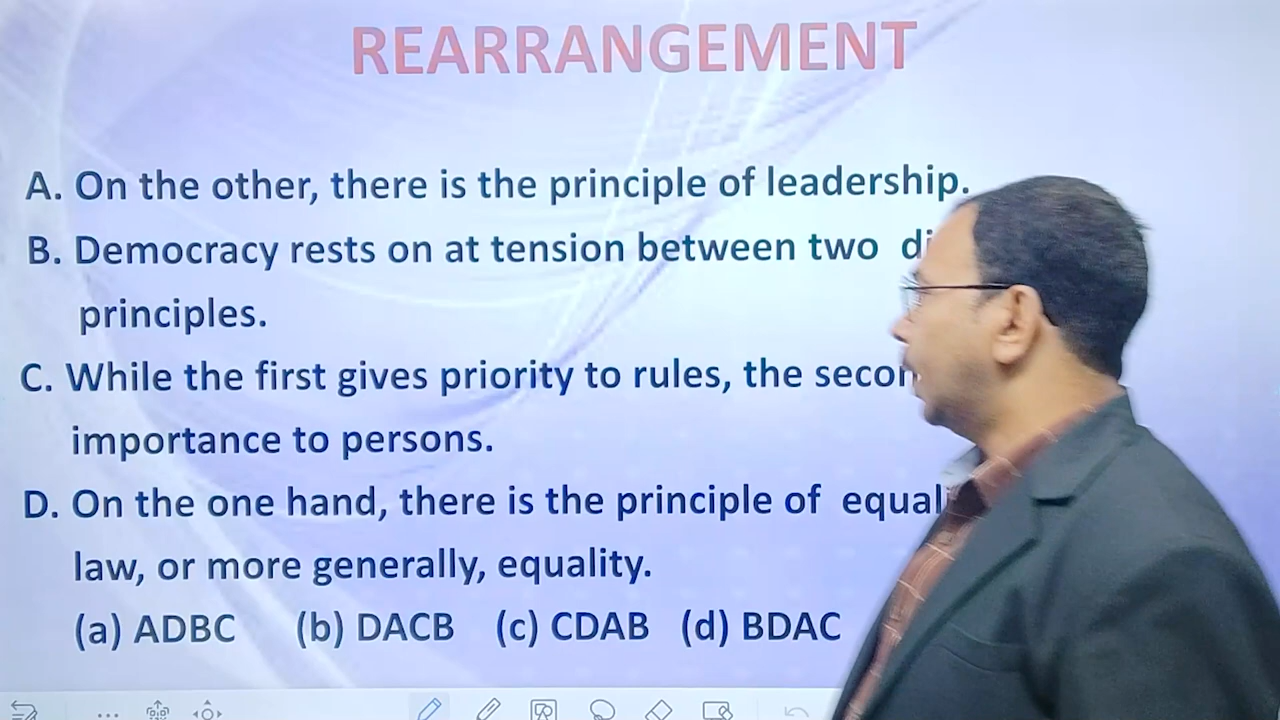 REARRANGEMENT
A. On the other, there is the principle of leadership.
B. Democracy rests on at tension between two
principles.
C. While the first gives priority to rules, the
importance to persons.
D. On the one hand, there is the principle of
law, or more generally, equality.
(a) ADBC (b) DACB (c) CDAB (d) BDAC